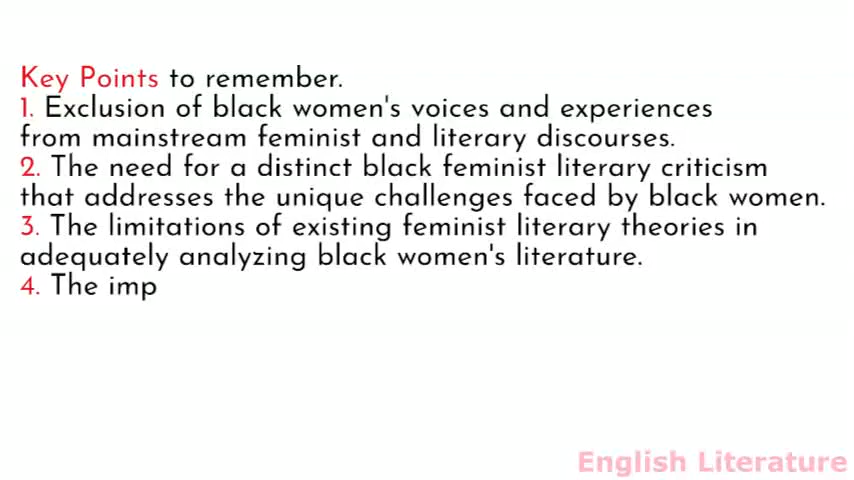 Key Points to remember.
1. Exclusion of black women's voices and experiences
from mainstream feminist and literary discourses.
2. The need for a distinct black feminist literary criticism
that addresses the unique challenges faced by black women.
3. The limitations of existing feminist literary theories in
adequately analyzing black women's literature.
4. The imp
English Literature